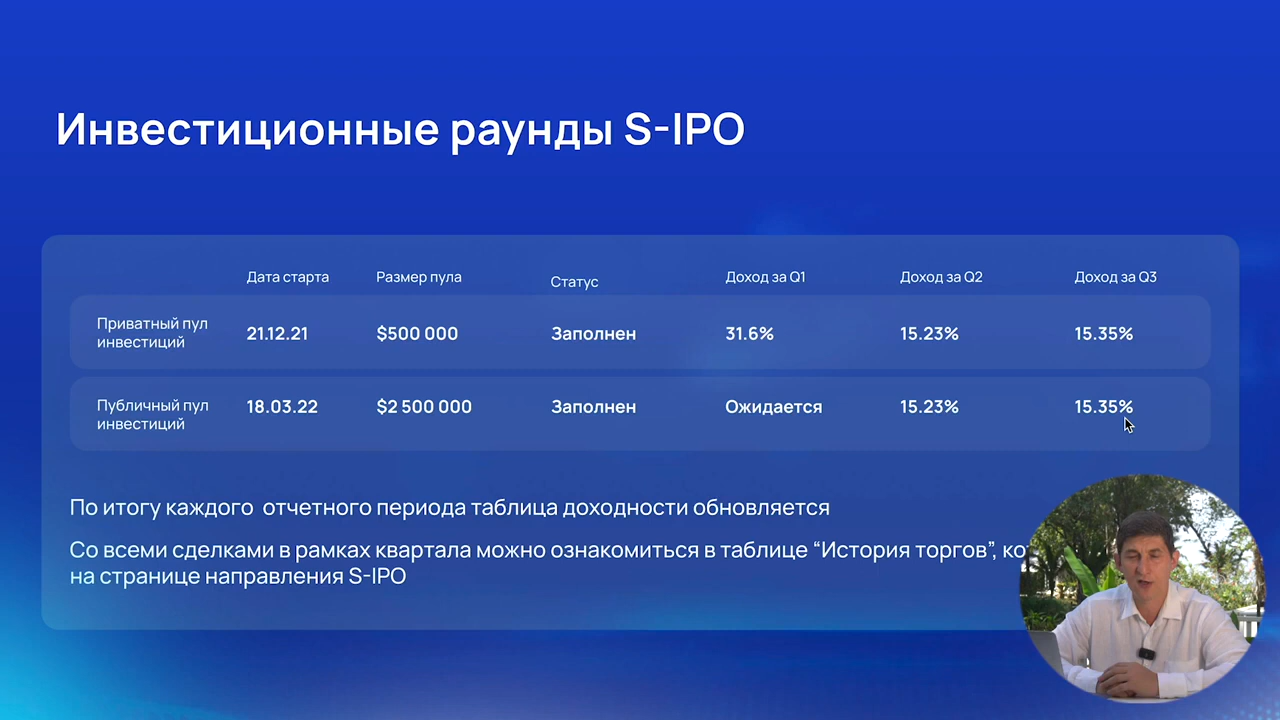 Инвестиционные раунды S-IPO
Дата старта Размер пула Статус Доход за Q1 Доход за Q2 Доход за Q3
Приватный пул
инвестиций
21.12.21 $500 000 Заполнен 31.6% 15.23% 15.35%
Публичный пул
инвестиций
18.03.22 $2 500 000 Заполнен Ожидается 15.23% 15.35%
По итогу каждого отчетного периода таблица доходности обновляется
Со всеми сделками в рамках квартала можно ознакомиться в таблице “История торгов”,
на странице направления S-IPO